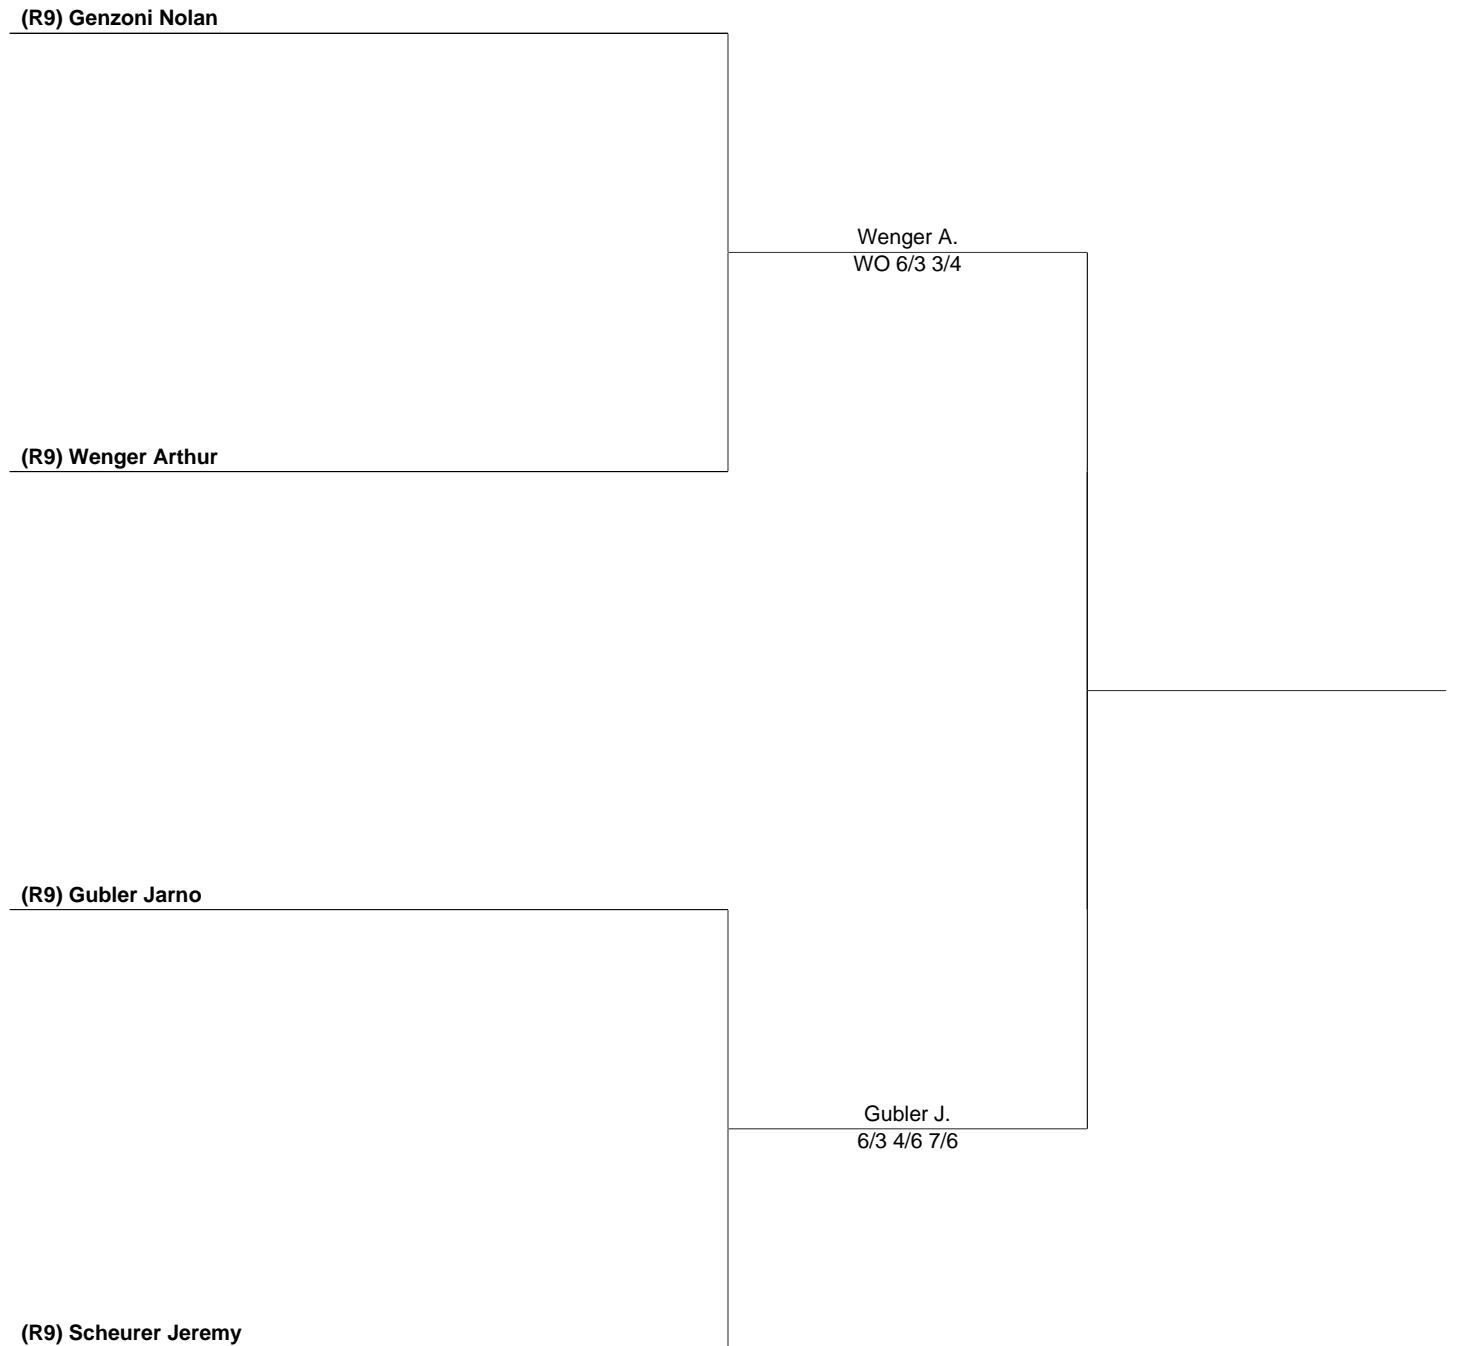 (R9) Genzoni Nolan
Wenger A.
WO 6/3 3/4
(R9) Wenger Arthur
(R9) Gubler Jarno
Gubler J.
6/3 4/6 7/6
(R9) Scheurer Jeremy